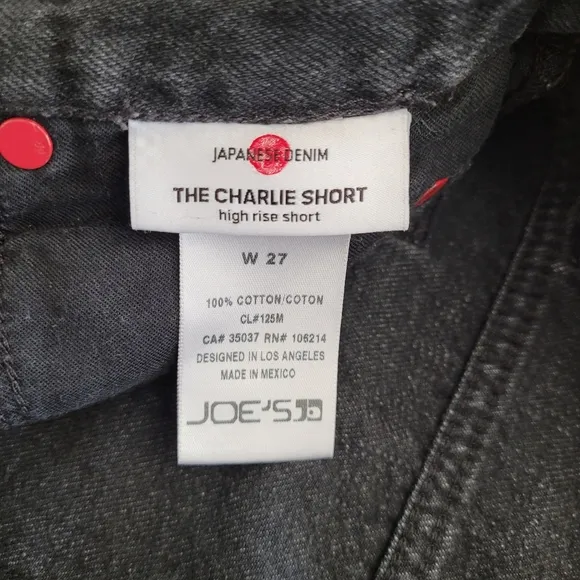 JAPANESE DENIM
THE CHARLIE SHORT
high rise short
W 27
100% COTTON/COTON
CL#125M
CA# 35037 RN# 106214
DESIGNED IN LOS ANGELES
MADE IN MEXICO
JOE'S